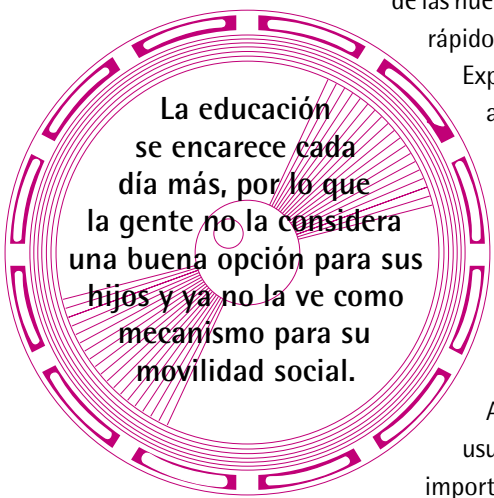 de las nue
rápido
Exp
a
La educación
se encarece cada
día más, por lo que
la gente no la considera
una buena opción para sus
hijos y ya no la ve como
mecanismo para su
movilidad social.
A
usu
import